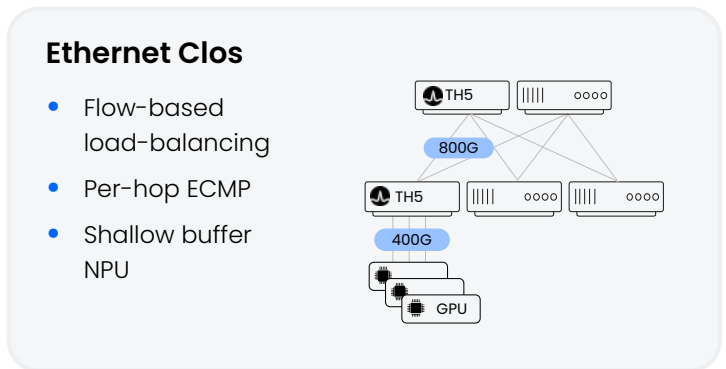 Ethernet Clos
Flow-based
load-balancing
Per-hop ECMP
Shallow buffer
NPU
TH5
800G
TH5
400G
GPU